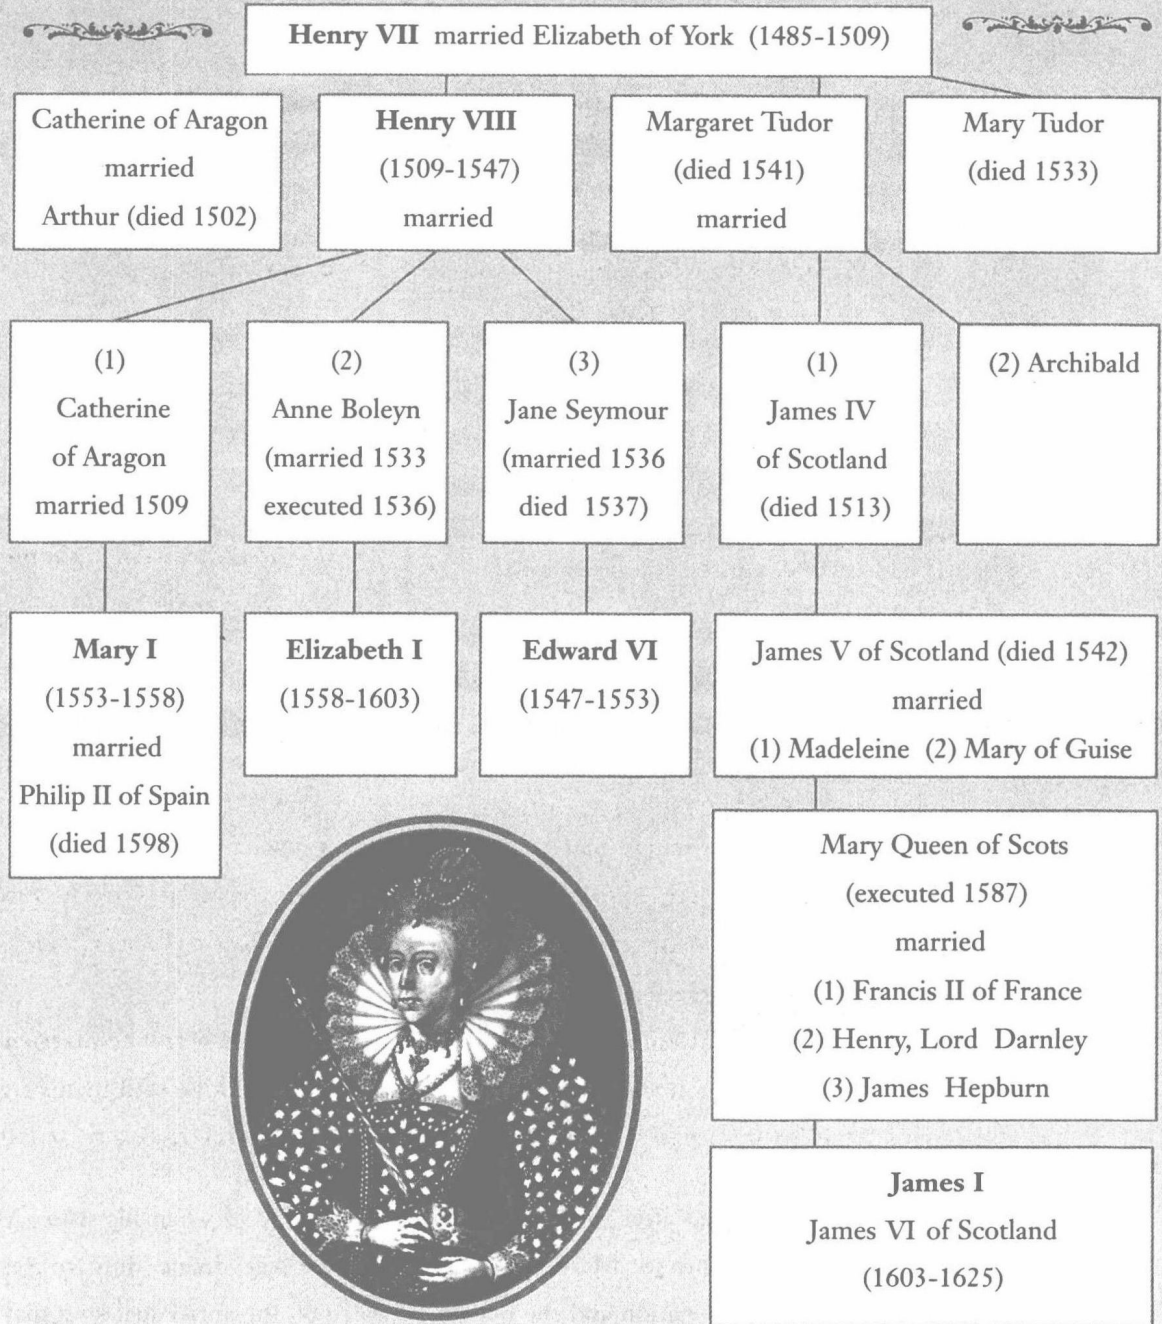 Henry VII married Elizabeth of York (1485-1509)
Catherine of Aragon
married
Arthur (died 1502)
Henry VIII
(1509-1547)
married
Margaret Tudor
(died 1541)
married
Mary Tudor
(died 1533)
(1)
Catherine
of Aragon
married 1509
(2)
Anne Boleyn
(married 1533
executed 1536)
(3)
Jane Seymour
(married 1536
died 1537)
(1)
James IV
of Scotland
(died 1513)
(2) Archibald
Mary I
(1553-1558)
married
Philip II of Spain
(died 1598)
Elizabeth I
(1558-1603)
Edward VI
(1547-1553)
James V of Scotland (died 1542)
married
(1) Madeleine (2) Mary of Guise
Mary Queen of Scots
(executed 1587)
married
(1) Francis II of France
(2) Henry, Lord Darnley
(3) James Hepburn
James I
James VI of Scotland
(1603-1625)